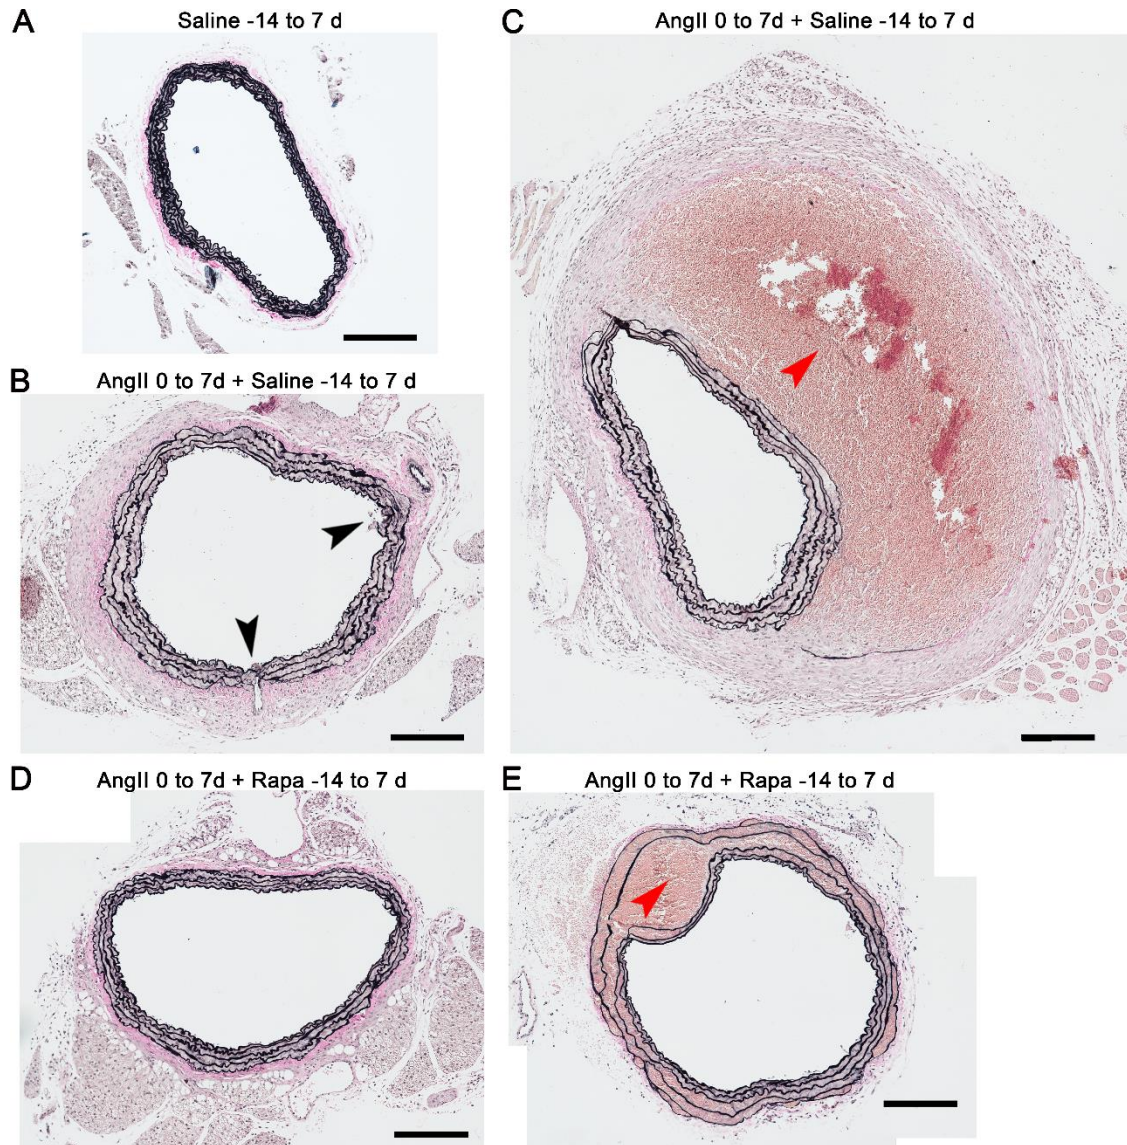 A
Saline -14 to 7 d
B
AngII 0 to 7d + Saline -14 to 7 d
C
AngII 0 to 7d + Saline -14 to 7 d
D
AngII 0 to 7d + Rapa -14 to 7 d
E
AngII 0 to 7d + Rapa -14 to 7 d